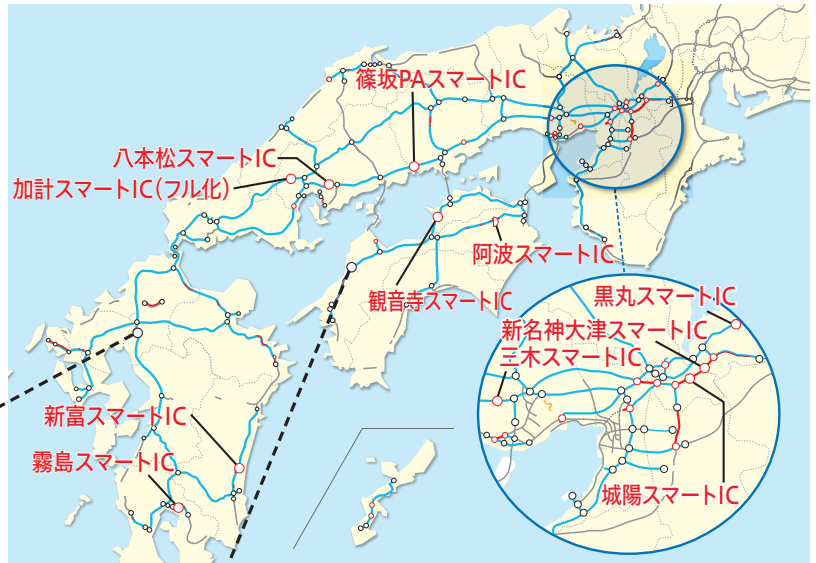 篠坂PAスマートIC
八本松スマートIC
加計スマートIC(フル化)
阿波スマートIC
観音寺スマートIC
黒丸スマートIC
新名神大津スマートIC
三木スマートIC
新富スマートIC
霧島スマートIC
城陽スマートIC